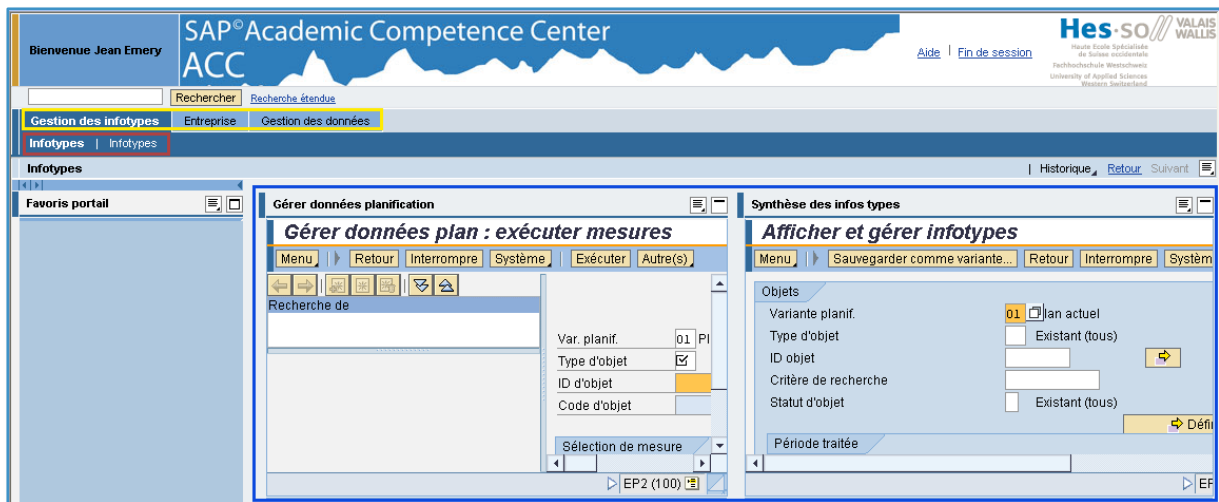 Bienvenue Jean Emery
SAP©Academic Competence Center
ACC
Aide | Fin de session
Hes·so// VALAIS WALLIS
Haute Ecole Spécialisée
de Suisse occidentale
Fachhochschule Westschweiz
University of Applied Sciences
Western Switzerland
Rechercher Recherche étendue
Gestion des infotypes Entreprise Gestion des données
Infotypes | Infotypes
Infotypes | Historique Retour Suivant
Favoris portail
Gérer données planification
Gérer données plan : exécuter mesures
Menu Retour Interrompre Système Exécuter Autre(s)
Recherche de
Var. planif. 01 Pl
Type d'objet
ID d'objet
Code d'objet
Sélection de mesure
EP2 (100)
Synthèse des infos types
Afficher et gérer infotypes
Menu Sauvegarder comme variante... Retour Interrompre Systèm
Objets
Variante planif. 01 lan actuel
Type d'objet Existant (tous)
ID objet
Critère de recherche
Statut d'objet Existant (tous)
Défi
Période traitée
EF